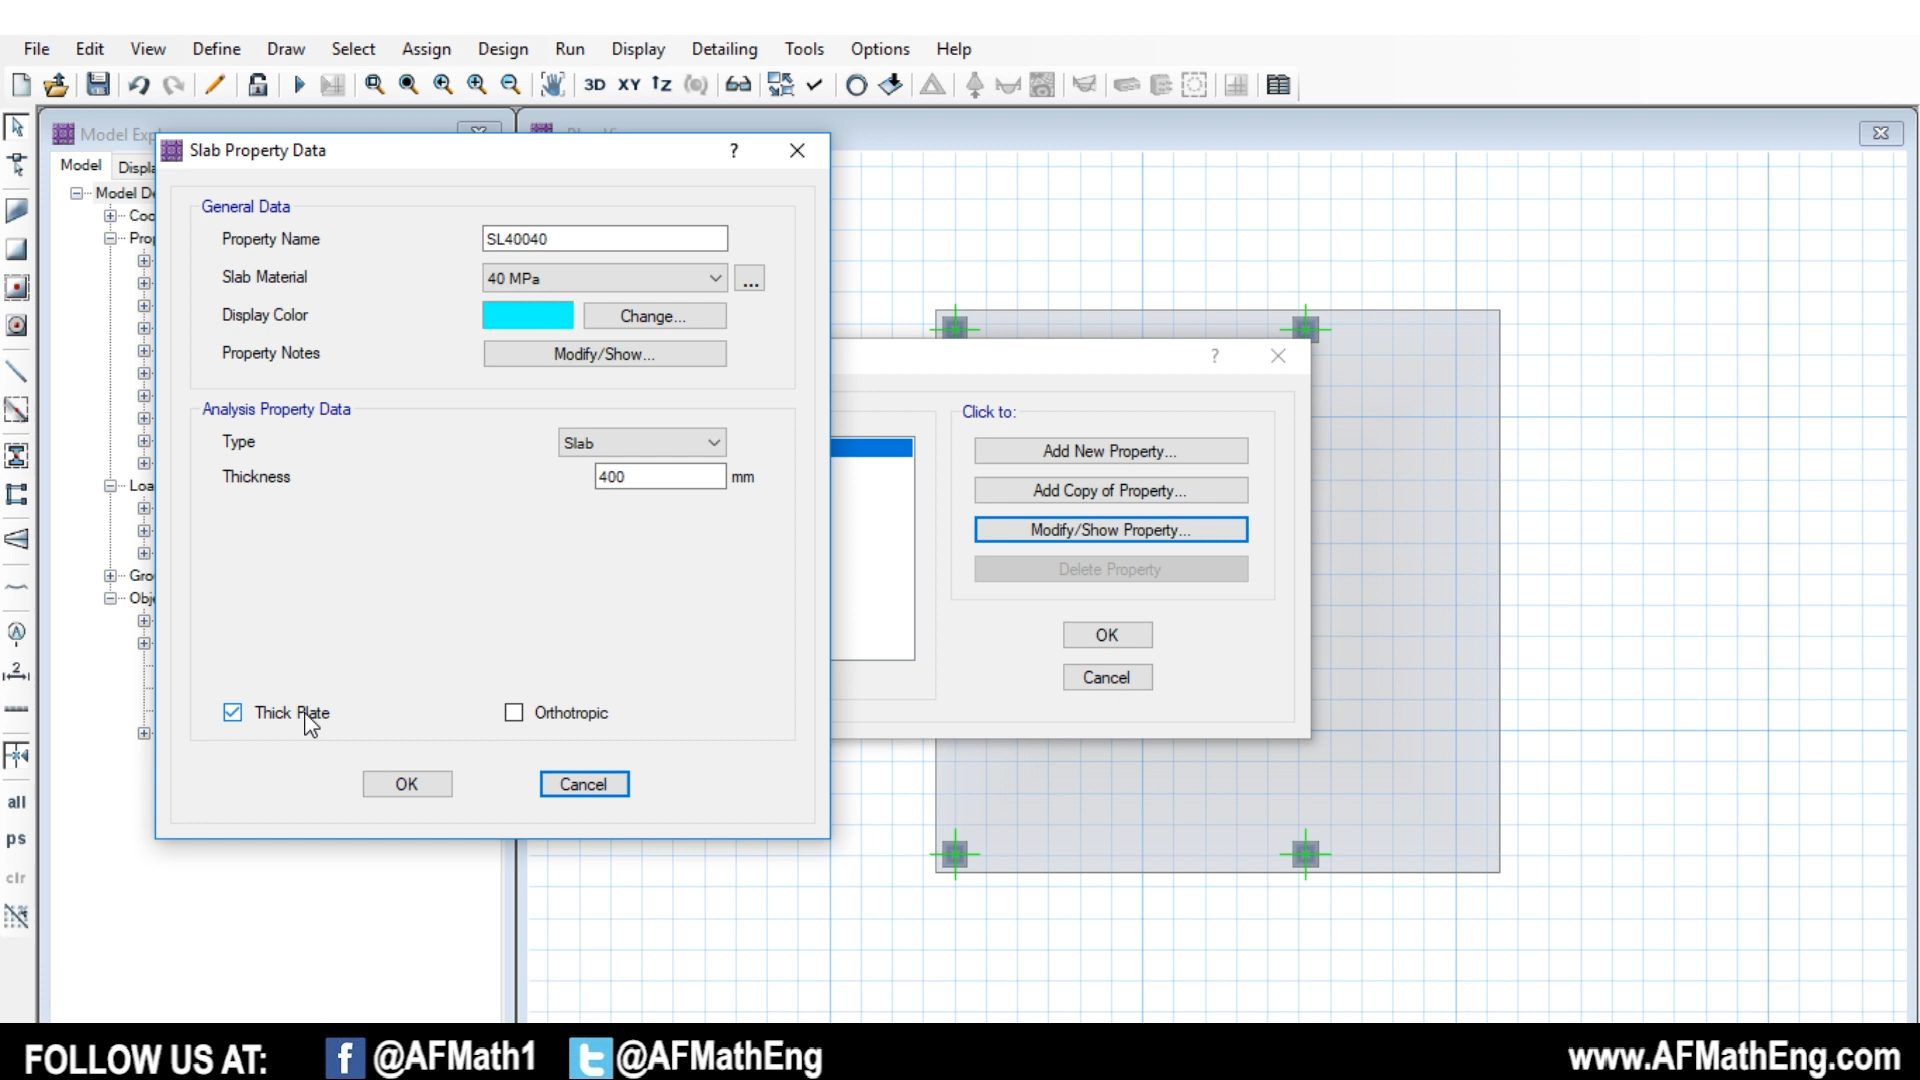 File Edit View Define Draw Select Assign Design Run Display Detailing Tools Options Help
3D XY
Model
Slab Property Data ?
Model
General Data
Property Name SL40040
Slab Material 40 MPa ...
Display Color Change...
Property Notes Modify/Show...
Analysis Property Data
Type Slab
Thickness 400 mm
Thick Plate Orthotropic
OK Cancel
?
Click to:
Add New Property...
Add Copy of Property...
Modify/Show Property...
Delete Property
OK
Cancel
2
all
ps
clr
FOLLOW US AT: f @AFMath1 t @AFMathEng www.AFMathEng.com